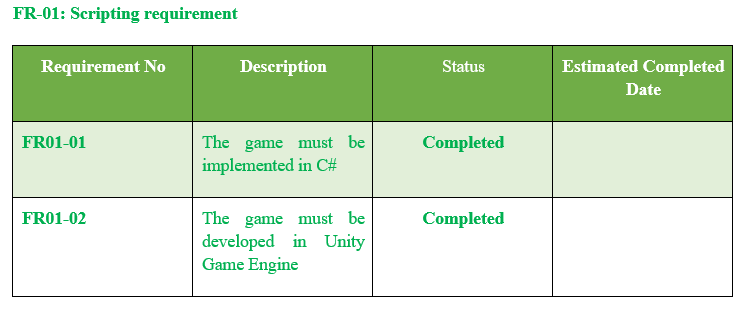 FR-01: Scripting requirement
Requirement No Description Status Estimated Completed
Date
FR01-01 The game must be Completed
implemented in C#
FR01-02 The game must be Completed
developed in Unity
Game Engine